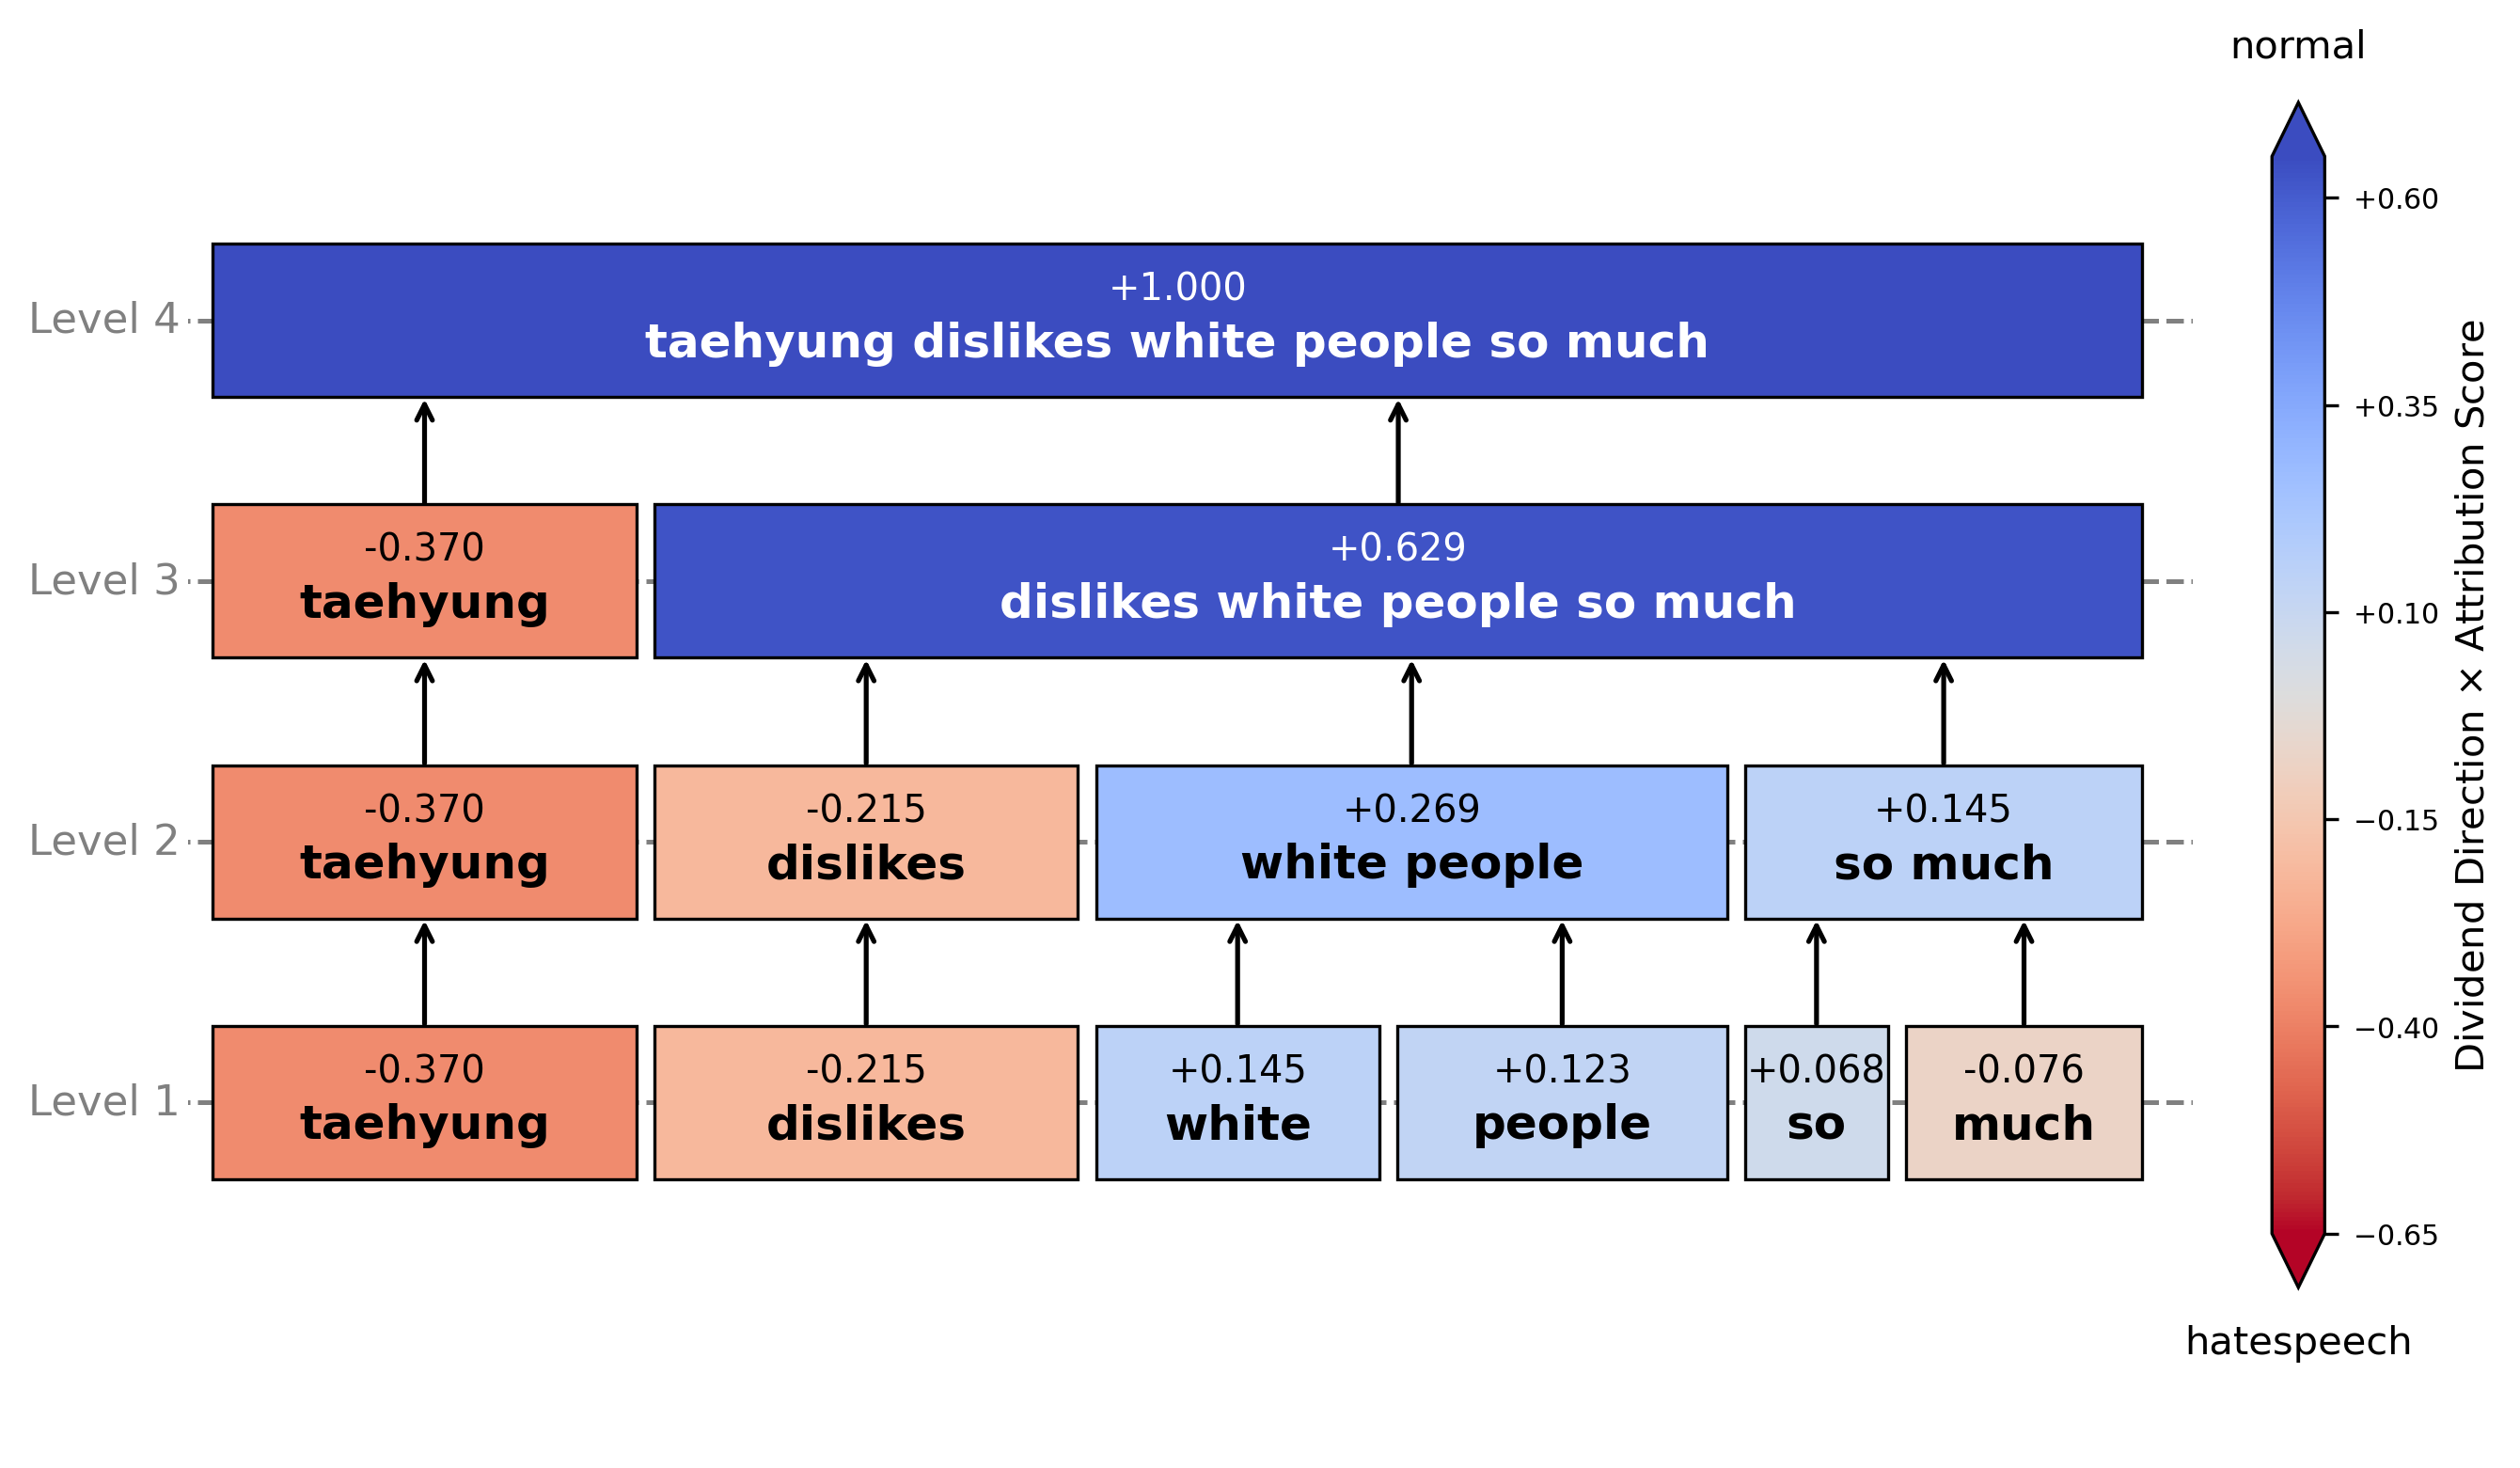 normal
Level 4
+1.000
taehyung dislikes white people so much
Level 3
-0.370
taehyung
+0.629
dislikes white people so much
Level 2
-0.370
taehyung
-0.215
dislikes
+0.269
white people
+0.145
so much
Level 1
-0.370
taehyung
-0.215
dislikes
+0.145
white
+0.123
people
+0.068
so
-0.076
much
+0.60
+0.35
+0.10
−0.15
−0.40
−0.65
Dividend Direction × Attribution Score
hatespeech